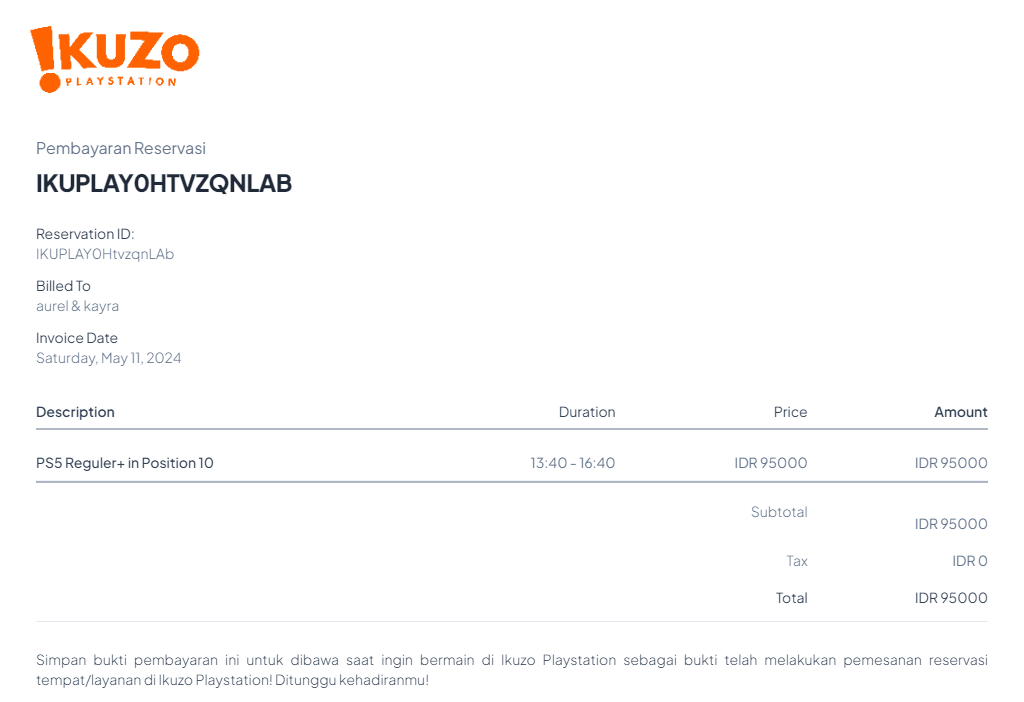 !KUZO
PLAYSTATION
Pembayaran Reservasi
IKUPLAY0HTVZQNLAB
Reservation ID:
IKUPLAY0HtvzqnLAb
Billed To
aurel & kayra
Invoice Date
Saturday, May 11, 2024
Description Duration Price Amount
PS5 Reguler+ in Position 10 13:40 - 16:40 IDR 95000 IDR 95000
Subtotal IDR 95000
Tax IDR 0
Total IDR 95000
Simpan bukti pembayaran ini untuk dibawa saat ingin bermain di Ikuzo Playstation sebagai bukti telah melakukan pemesanan reservasi
tempat/layanan di Ikuzo Playstation! Ditunggu kehadiranmu!